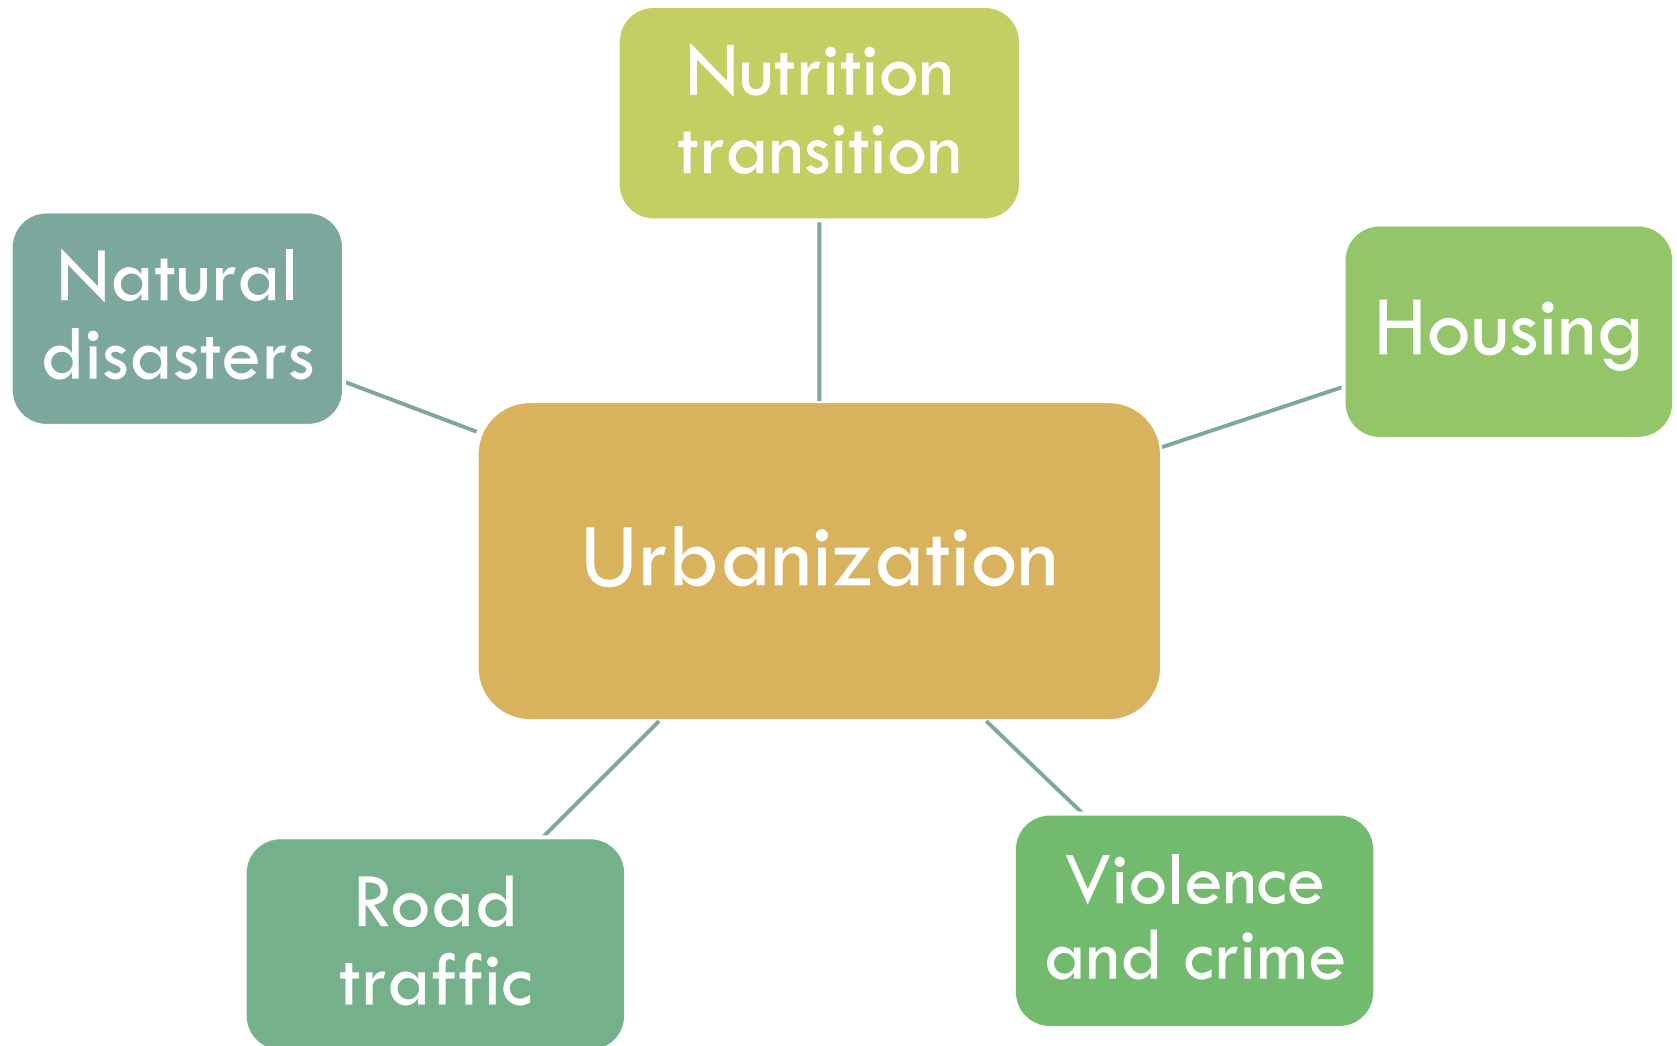 Nutrition
transition
Natural
disasters
Housing
Urbanization
Road
traffic
Violence
and crime